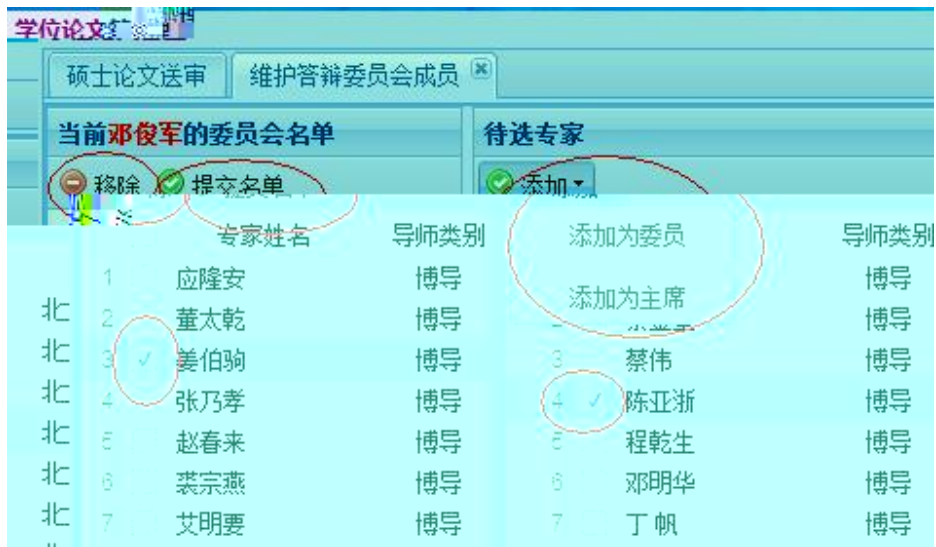 学位论文
硕士论文送审 维护答辩委员会成员
当前邓俊军的委员会名单 待选专家
移除 提交名单 添加
专家姓名 导师类别 添加为委员 导师类别
1 应隆安 博导 博导
添加为主席
北 2 董太乾 博导 博导
北 3 姜伯驹 博导 3 蔡伟 博导
北 4 张乃孝 博导 4 陈亚浙 博导
北 5 赵春来 博导 5 程乾生 博导
北 6 裘宗燕 博导 6 邓明华 博导
北 7 艾明要 博导 7 丁帆 博导